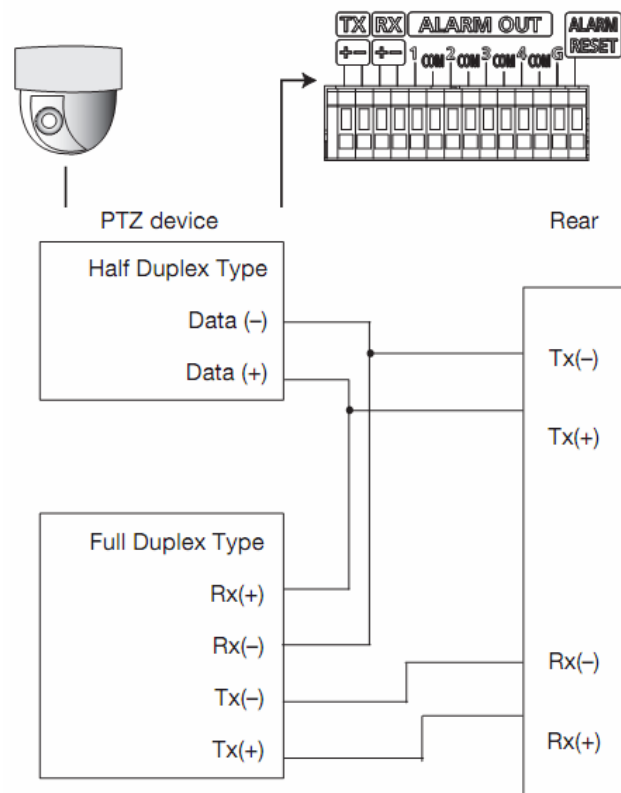 TX RX ALARM OUT ALARM RESET
+- +- 1 COM 2 COM 3 COM 4 COM G
PTZ device
Rear
Half Duplex Type
Data (–)
Data (+)
Tx(–)
Tx(+)
Full Duplex Type
Rx(+)
Rx(–)
Tx(–)
Tx(+)
Rx(–)
Rx(+)